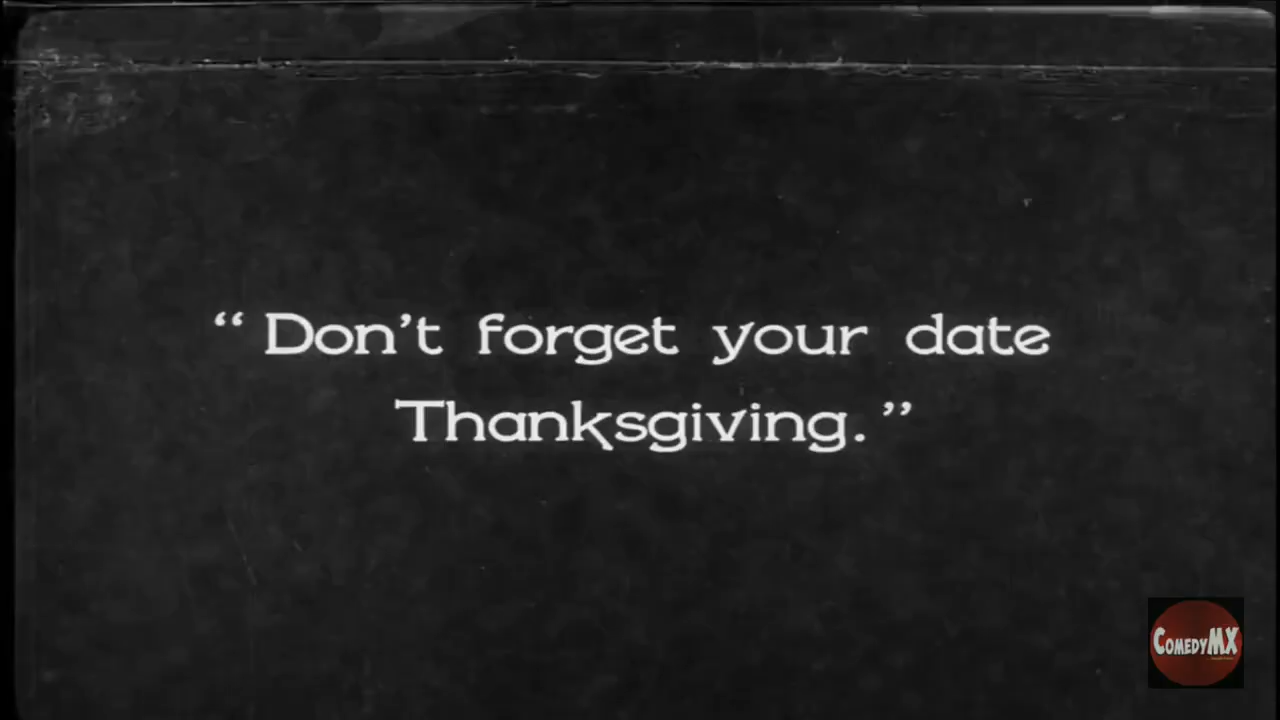 “ Don’t forget your date
Thanksgiving. ”
COMEDYMX